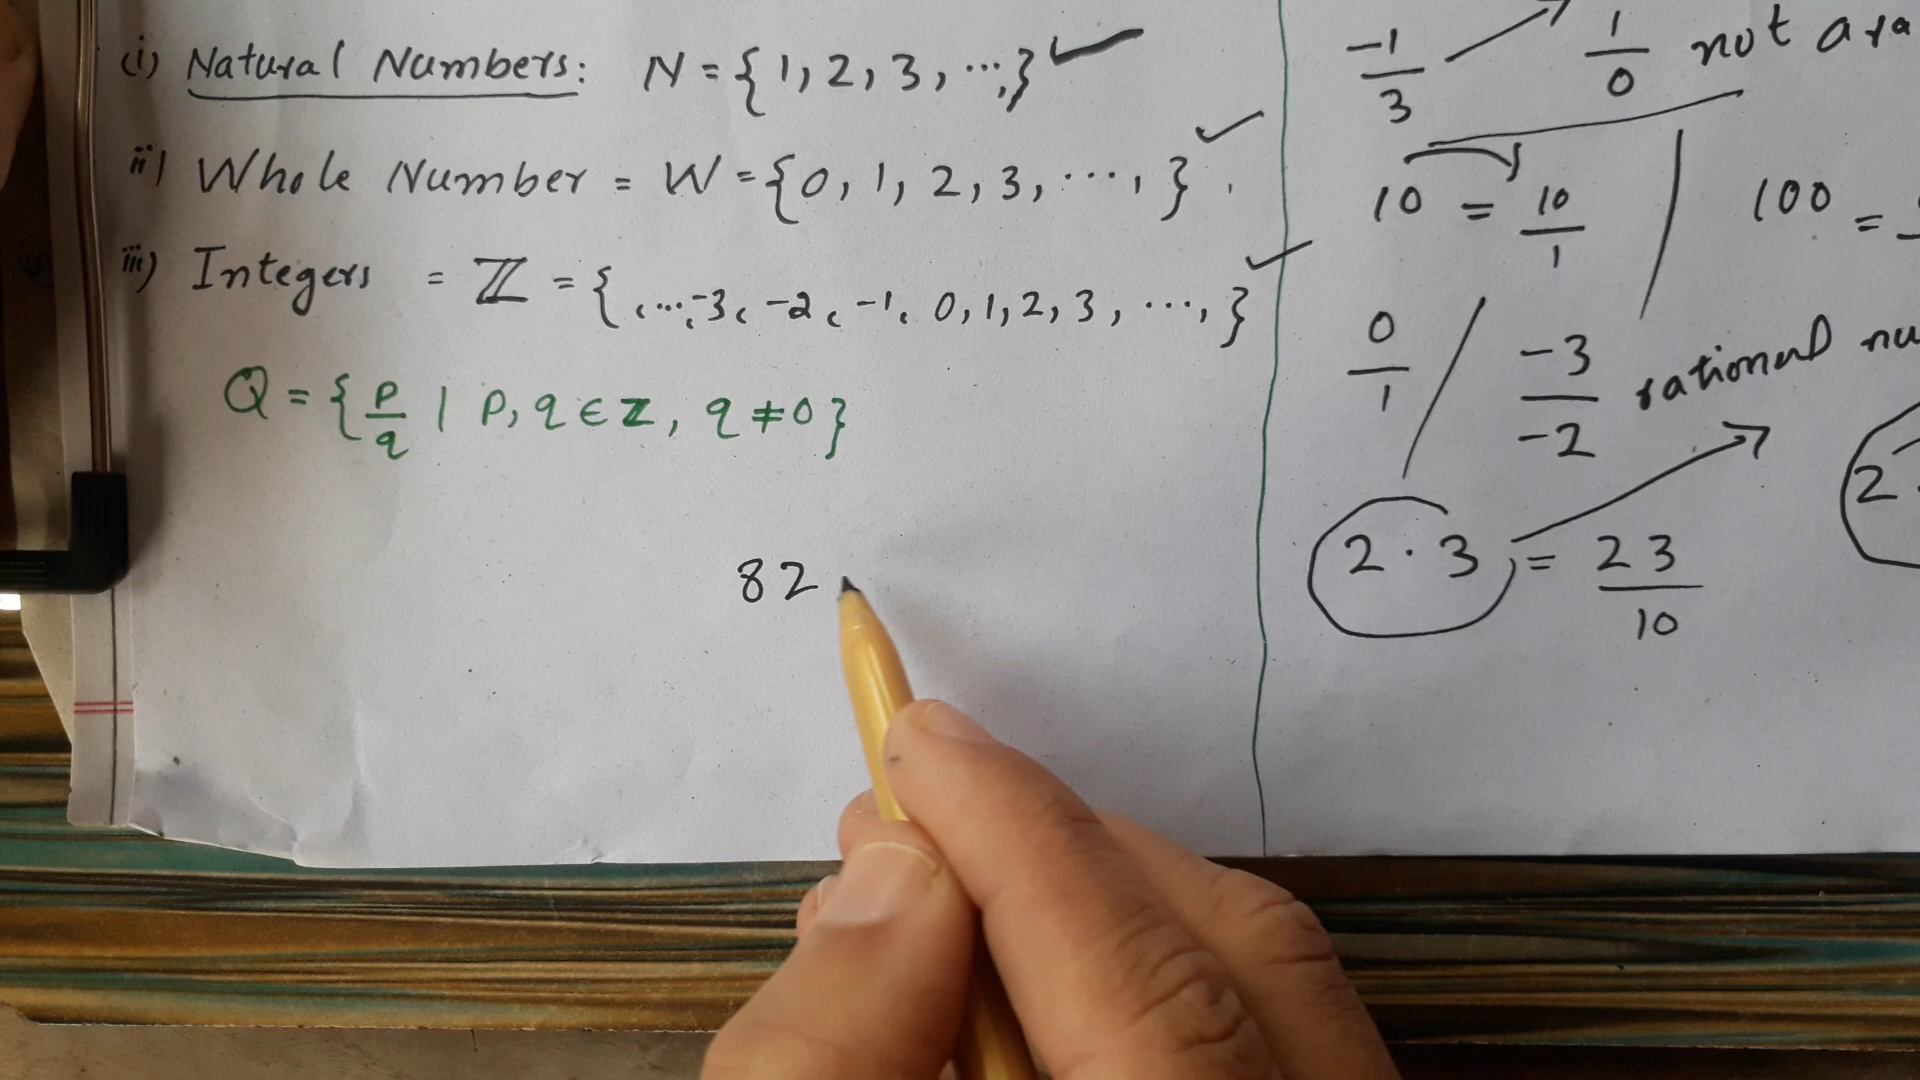 (i) Natural Numbers: N = {1, 2, 3, ...,}
ii) Whole Number = W = {0, 1, 2, 3, ..., }.
iii) Integers = ℤ = {, ..., -3, -2, -1, 0, 1, 2, 3, ..., }
Q = {p/q | p, q ∈ ℤ, q ≠ 0}
82
-1/3
1/0 not a ra
10 = 10/1
100 =
0/1
-3/-2 rational nu
2.3 = 23/10
2.